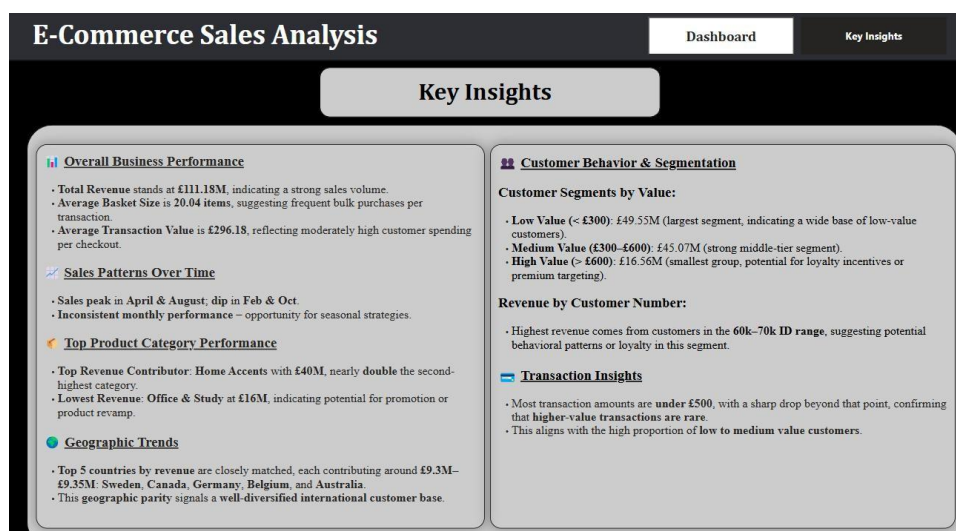 E-Commerce Sales Analysis
Dashboard
Key Insights
Key Insights
Overall Business Performance
• Total Revenue stands at £111.18M, indicating a strong sales volume.
• Average Basket Size is 20.04 items, suggesting frequent bulk purchases per
transaction.
• Average Transaction Value is £296.18, reflecting moderately high customer spending
per checkout.
Sales Patterns Over Time
• Sales peak in April & August; dip in Feb & Oct.
• Inconsistent monthly performance – opportunity for seasonal strategies.
Top Product Category Performance
• Top Revenue Contributor: Home Accents with £40M, nearly double the second-
highest category.
• Lowest Revenue: Office & Study at £16M, indicating potential for promotion or
product revamp.
Geographic Trends
• Top 5 countries by revenue are closely matched, each contributing around £9.3M–
£9.35M: Sweden, Canada, Germany, Belgium, and Australia.
• This geographic parity signals a well-diversified international customer base.
Customer Behavior & Segmentation
Customer Segments by Value:
• Low Value (< £300): £49.55M (largest segment, indicating a wide base of low-value
customers).
• Medium Value (£300–£600): £45.07M (strong middle-tier segment).
• High Value (> £600): £16.56M (smallest group, potential for loyalty incentives or
premium targeting).
Revenue by Customer Number:
• Highest revenue comes from customers in the 60k–70k ID range, suggesting potential
behavioral patterns or loyalty in this segment.
Transaction Insights
• Most transaction amounts are under £500, with a sharp drop beyond that point, confirming
that higher-value transactions are rare.
• This aligns with the high proportion of low to medium value customers.